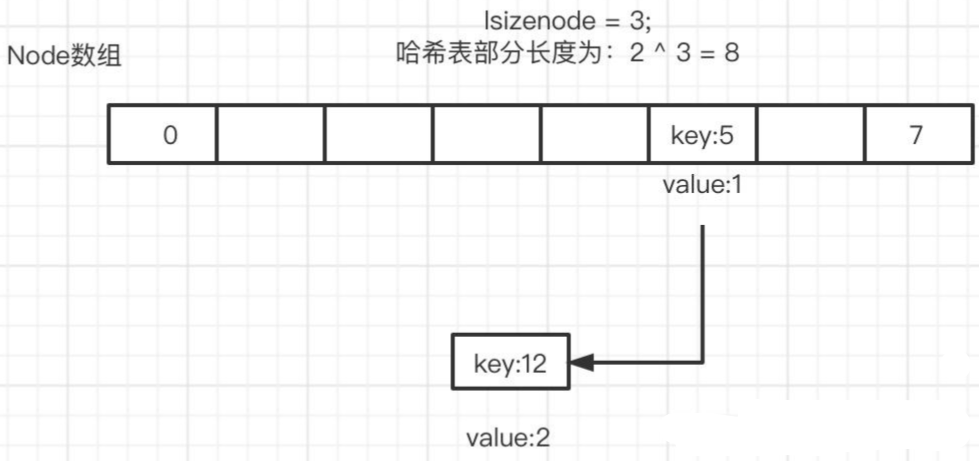 lsizenode = 3;
Node数组
哈希表部分长度为：2 ^ 3 = 8
0
key:5
7
value:1
key:12
value:2